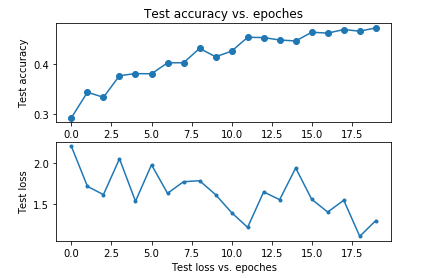 Test accuracy vs. epoches
Test accuracy
0.4
0.3
0.0 2.5 5.0 7.5 10.0 12.5 15.0 17.5
Test loss
2.0
1.5
0.0 2.5 5.0 7.5 10.0 12.5 15.0 17.5
Test loss vs. epoches